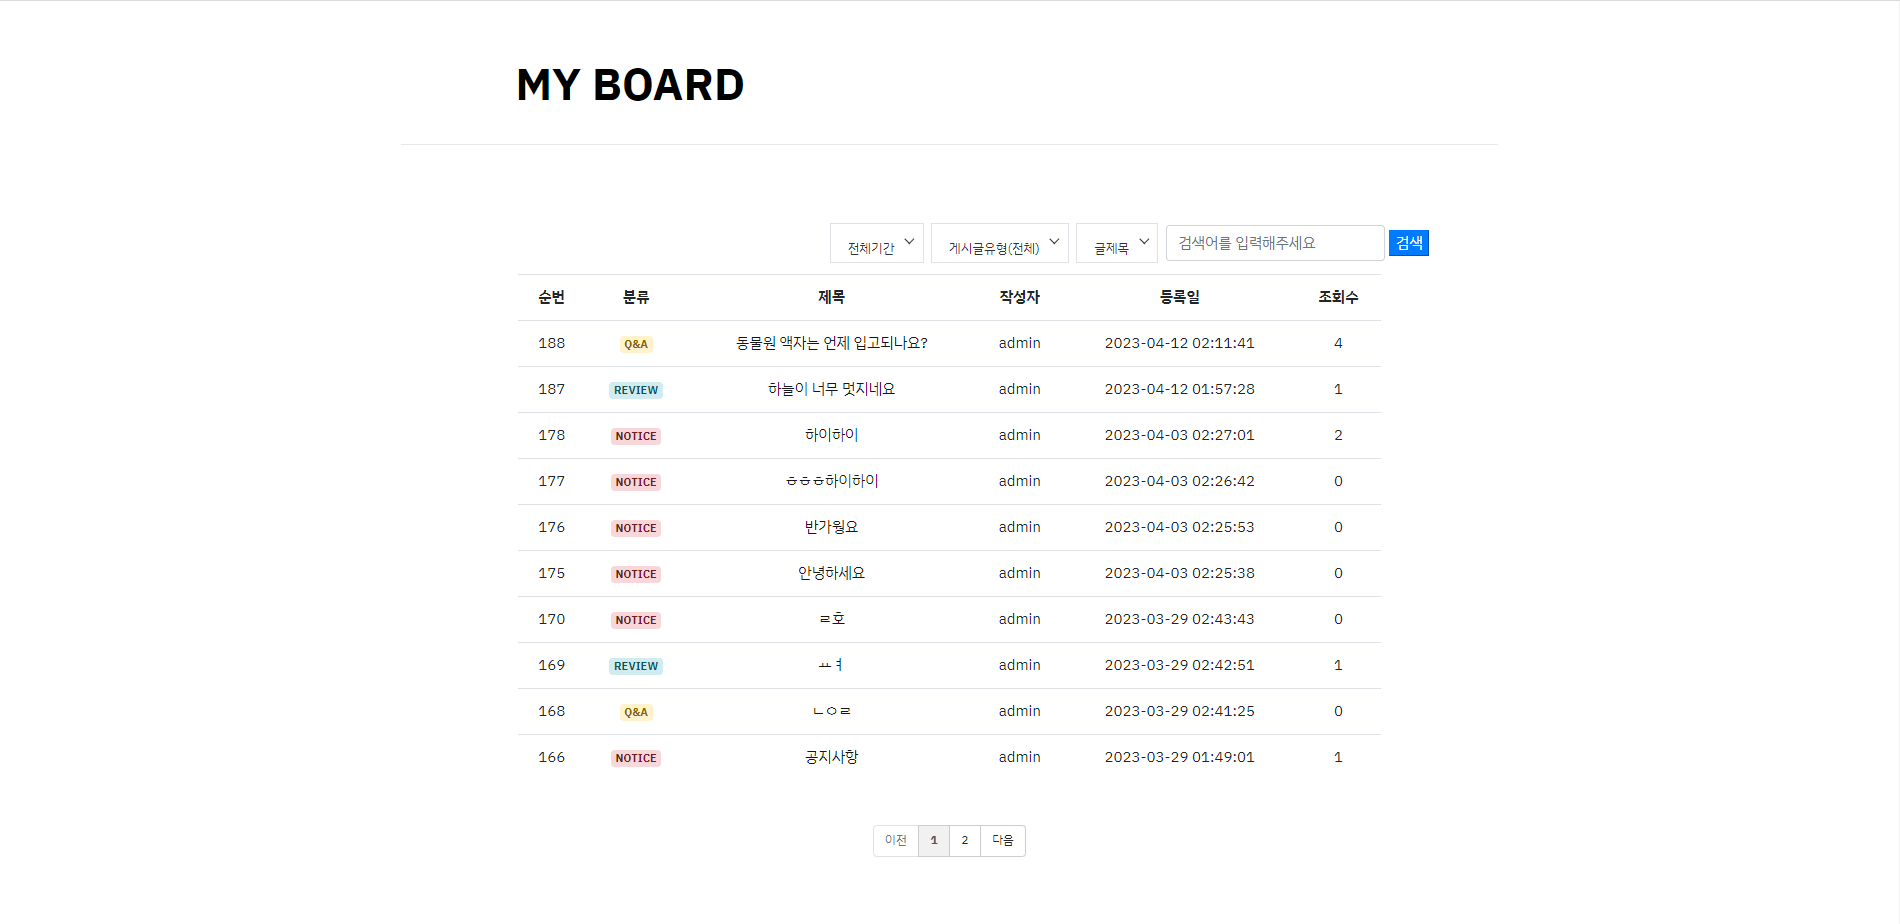 MY BOARD
전체기간 게시글유형(전체) 글제목 검색어를 입력해주세요 검색
순번 분류 제목 작성자 등록일 조회수
188 Q&A 동물원 액자는 언제 입고되나요? admin 2023-04-12 02:11:41 4
187 REVIEW 하늘이 너무 멋지네요 admin 2023-04-12 01:57:28 1
178 NOTICE 하이하이 admin 2023-04-03 02:27:01 2
177 NOTICE ㅎㅎㅎ하이하이 admin 2023-04-03 02:26:42 0
176 NOTICE 반가웡요 admin 2023-04-03 02:25:53 0
175 NOTICE 안녕하세요 admin 2023-04-03 02:25:38 0
170 NOTICE ㄹ호 admin 2023-03-29 02:43:43 0
169 REVIEW ㅛㅕ admin 2023-03-29 02:42:51 1
168 Q&A ㄴㅇㄹ admin 2023-03-29 02:41:25 0
166 NOTICE 공지사항 admin 2023-03-29 01:49:01 1
이전 1 2 다음